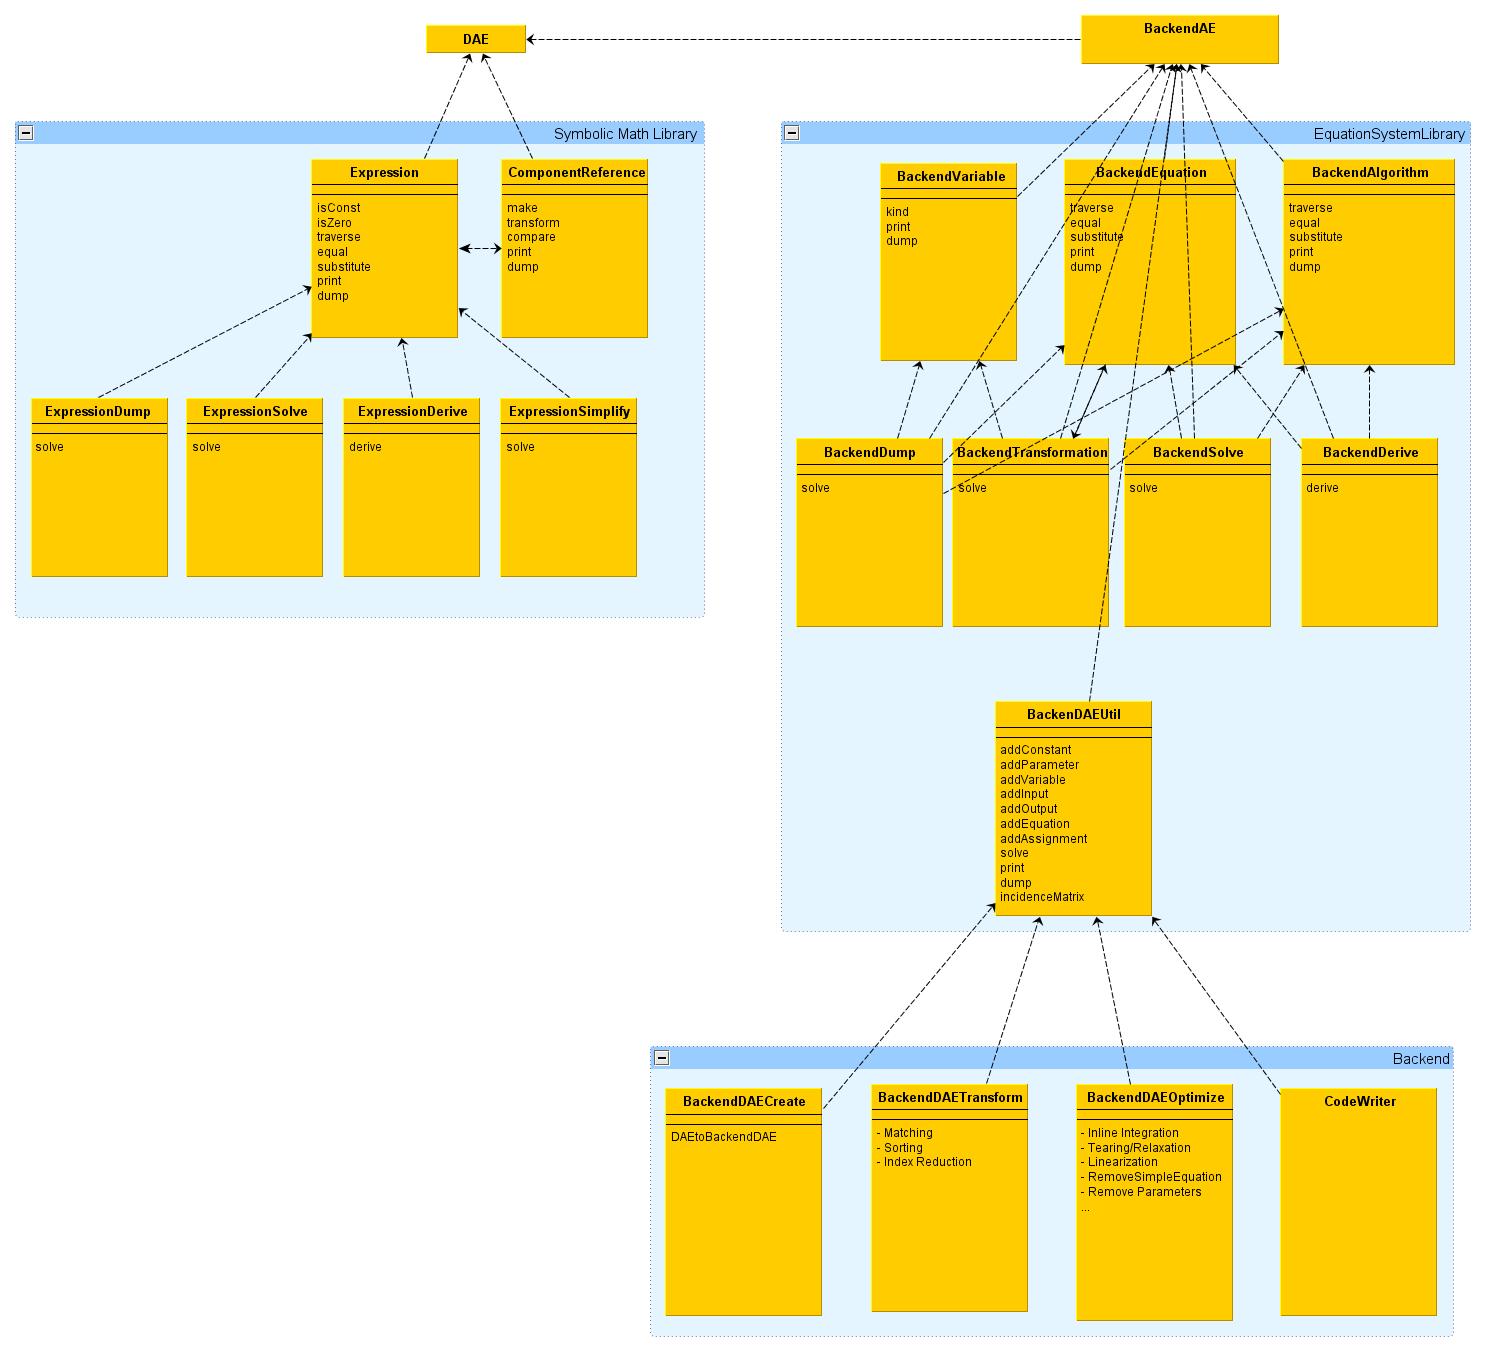 DAE
BackendAE
Symbolic Math Library
Expression
isConst
isZero
traverse
equal
substitute
print
dump
ComponentReference
make
transform
compare
print
dump
ExpressionDump
solve
ExpressionSolve
solve
ExpressionDerive
derive
ExpressionSimplify
solve
EquationSystemLibrary
BackendVariable
kind
print
dump
BackendEquation
traverse
equal
substitute
print
dump
BackendAlgorithm
traverse
equal
substitute
print
dump
BackendDump
solve
BackendTransformation
solve
BackendSolve
solve
BackendDerive
derive
BackenDAEUtil
addConstant
addParameter
addVariable
addInput
addOutput
addEquation
addAssignment
solve
print
dump
incidenceMatrix
Backend
BackendDAECreate
DAEtoBackendDAE
BackendDAETransform
- Matching
- Sorting
- Index Reduction
BackendDAEOptimize
- Inline Integration
- Tearing/Relaxation
- Linearization
- RemoveSimpleEquation
- Remove Parameters
...
CodeWriter